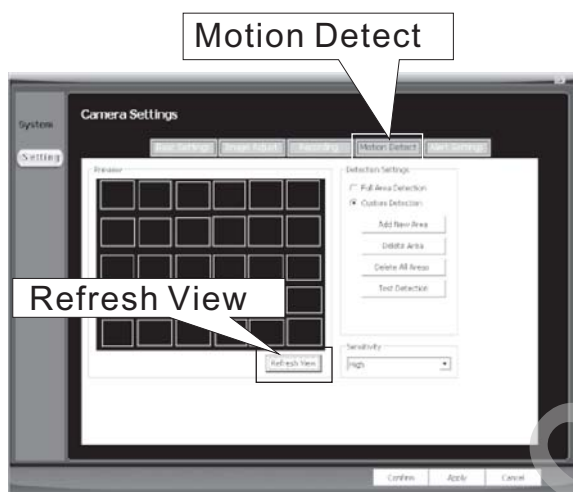 Motion Detect
Camera Settings
System
Setting
Basic Settings Image Adjust Recording Motion Detect Alert Settings
Preview
Detection Settings
Full Area Detection
Custom Detection
Add New Area
Delete Area
Delete All Areas
Test Detection
Refresh View
Refresh View
Sensitivity
High
Confirm Apply Cancel